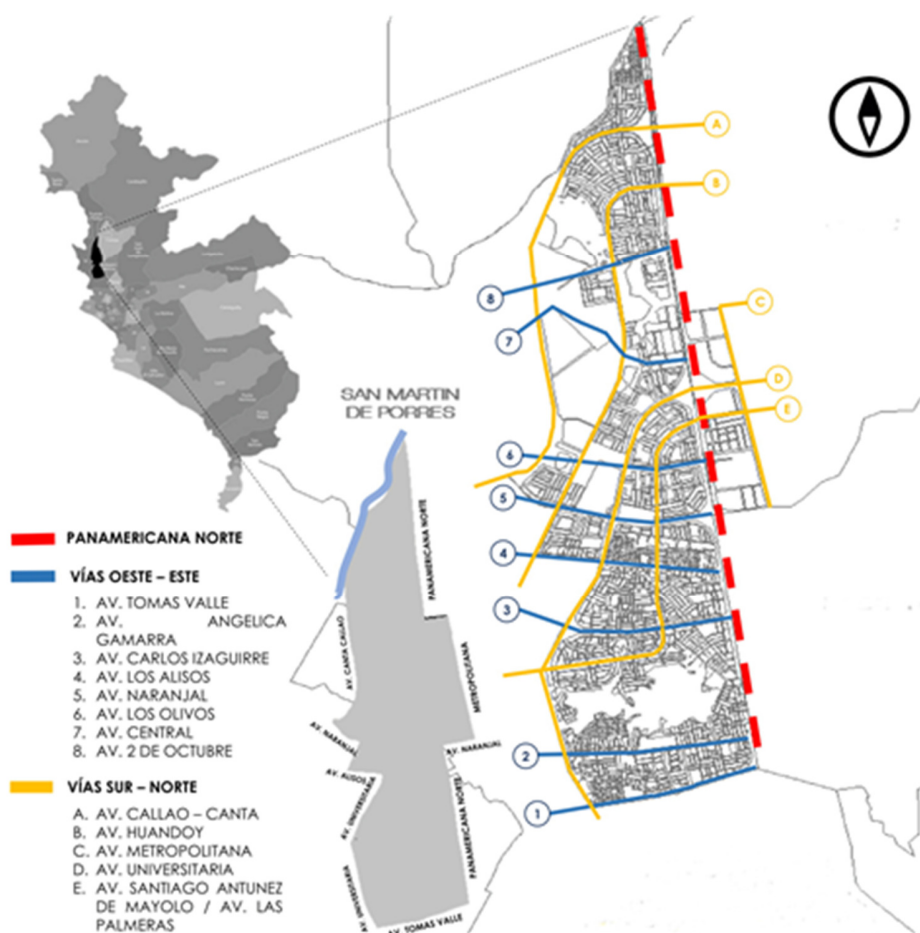 A
B
8
C
7
SAN MARTIN
DE PORRES
D
E
6
5
4
3
2
1
PANAMERICANA NORTE
VÍAS OESTE – ESTE
1. AV. TOMAS VALLE
2. AV. ANGELICA
GAMARRA
3. AV. CARLOS IZAGUIRRE
4. AV. LOS ALISOS
5. AV. NARANJAL
6. AV. LOS OLIVOS
7. AV. CENTRAL
8. AV. 2 DE OCTUBRE
VÍAS SUR – NORTE
A. AV. CALLAO – CANTA
B. AV. HUANDOY
C. AV. METROPOLITANA
D. AV. UNIVERSITARIA
E. AV. SANTIAGO ANTUNEZ
DE MAYOLO / AV. LAS
PALMERAS
PANAMERICANA NORTE
AV. CANTA CALLAO
METROPOLITANA
AV. NARANJAL
AV. NARANJAL
AV. ALISOS
AV. UNIVERSITARIA
PANAMERICANA NORTE
AV. UNIVERSITARIA
AV. TOMAS VALLE